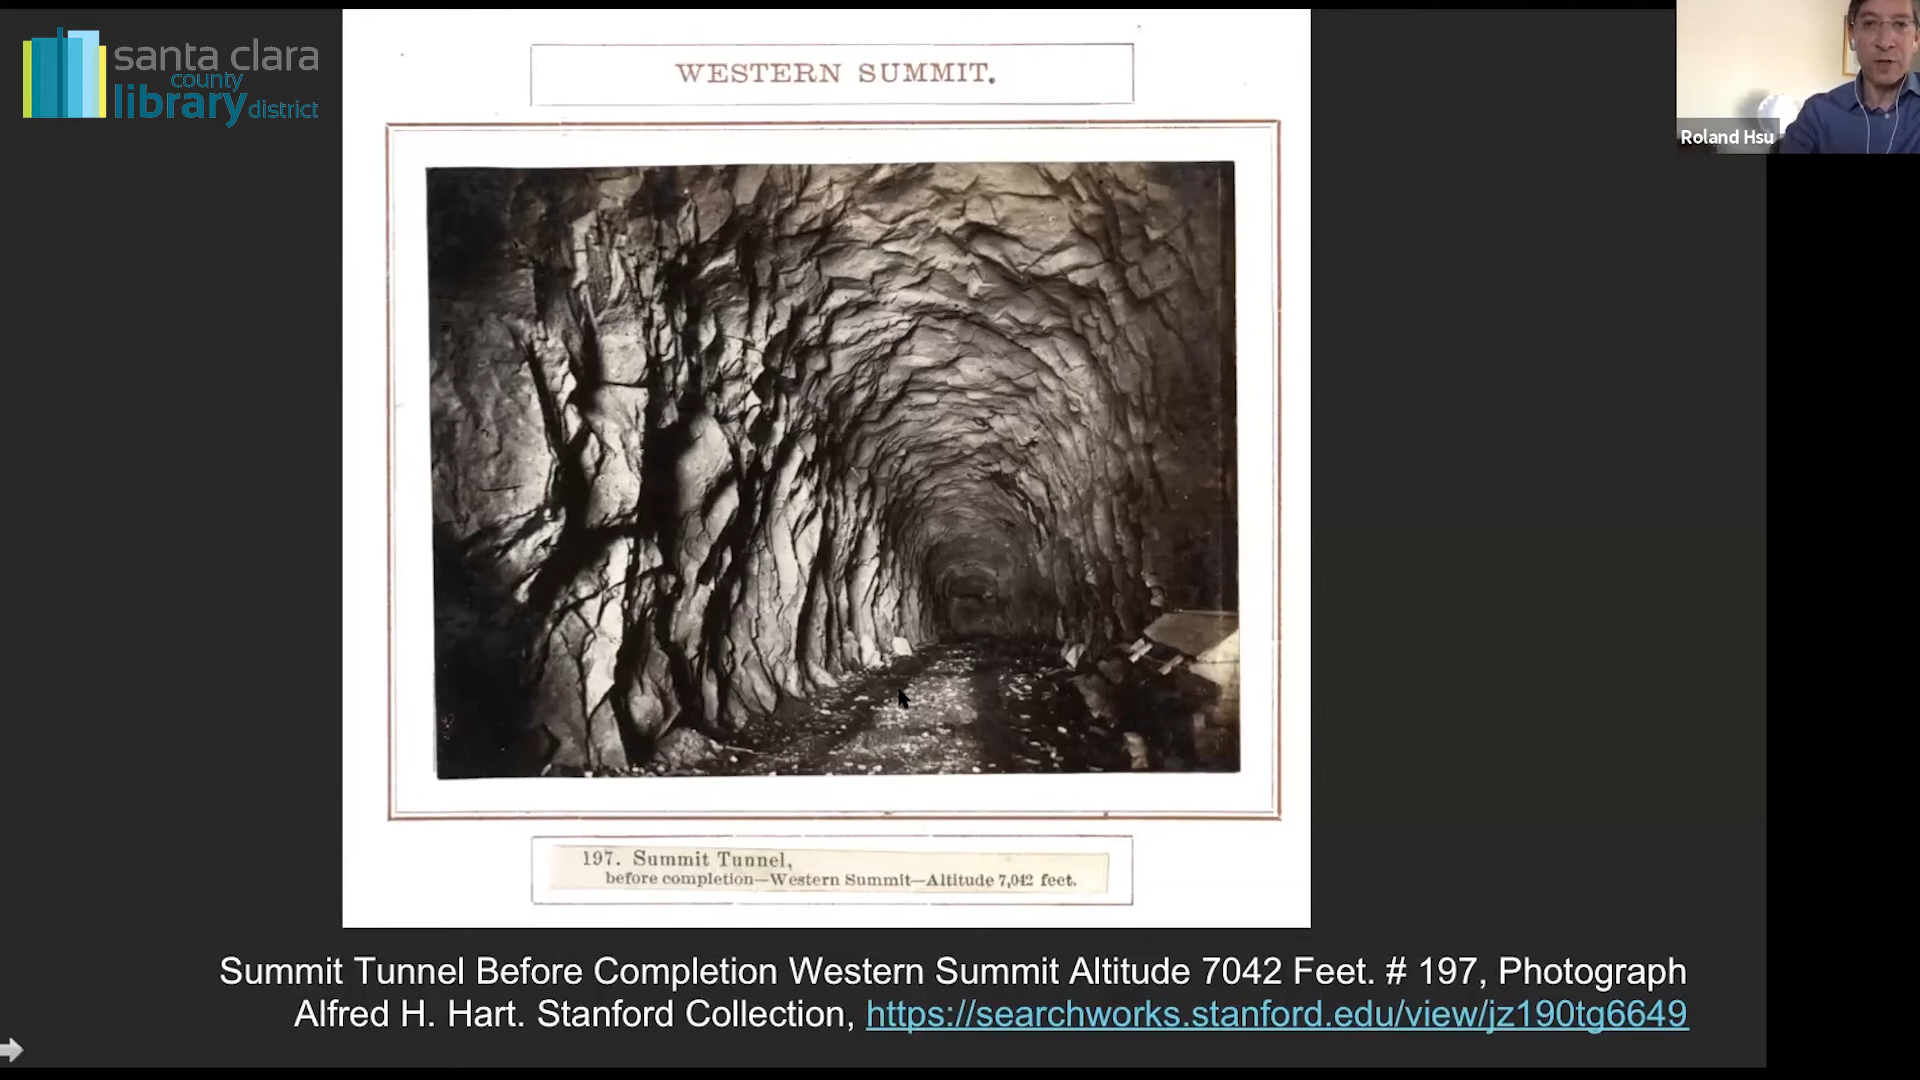 santa clara
county
library district
WESTERN SUMMIT.
Roland Hsu
197. Summit Tunnel,
before completion—Western Summit—Altitude 7,042 feet.
Summit Tunnel Before Completion Western Summit Altitude 7042 Feet. # 197, Photograph
Alfred H. Hart. Stanford Collection, https://searchworks.stanford.edu/view/jz190tg6649